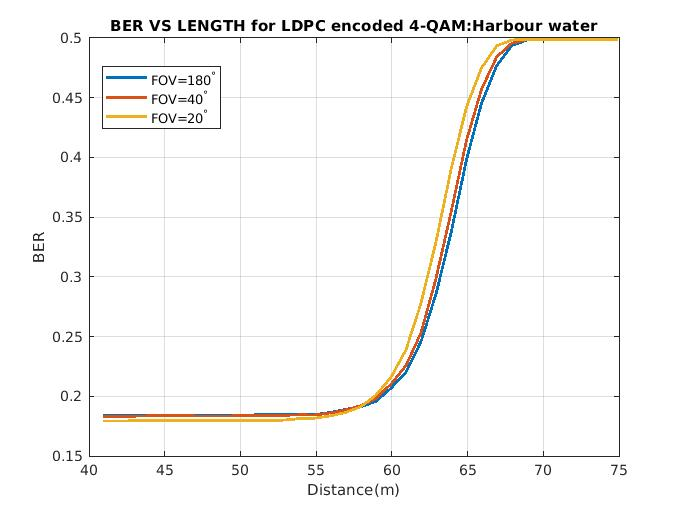 BER VS LENGTH for LDPC encoded 4-QAM:Harbour water
0.5
0.45
0.4
0.35
0.3
0.25
0.2
0.15
BER
FOV=180°
FOV=40°
FOV=20°
40 45 50 55 60 65 70 75
Distance(m)